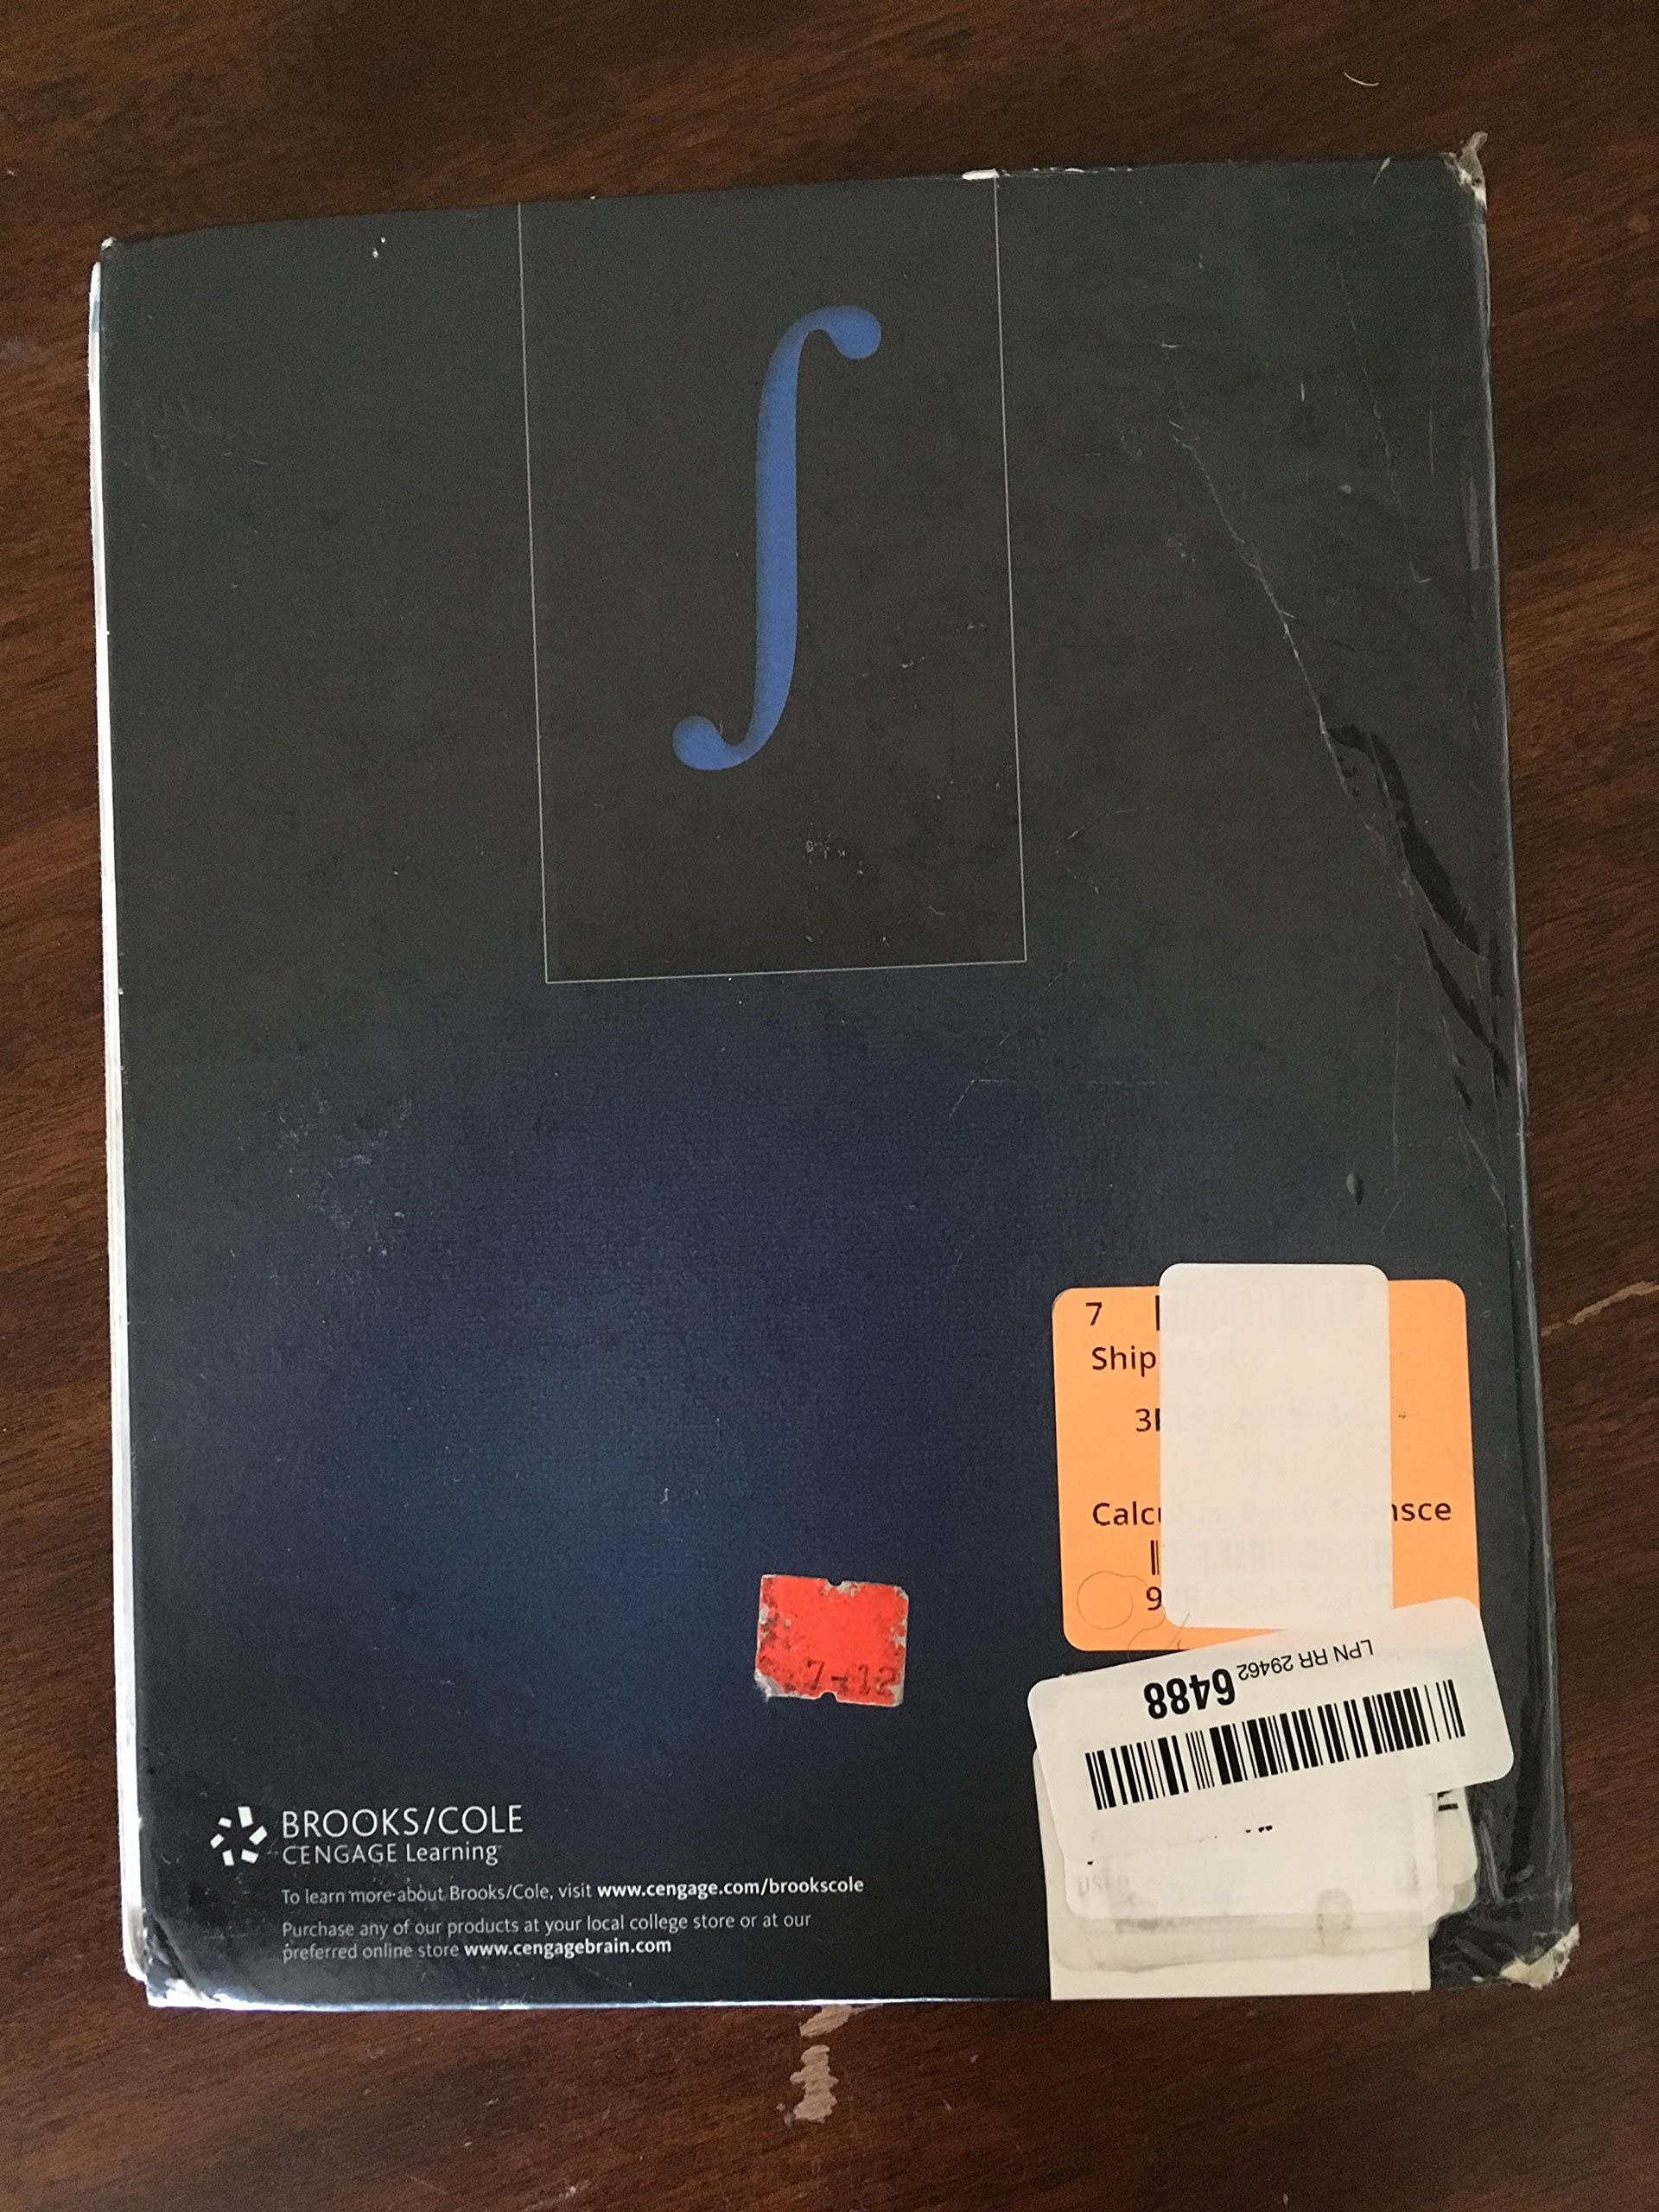 ∫
7
Ship
Calcu nsce
9
LPN RR 29462 6488
7-12
BROOKS/COLE
CENGAGE Learning
To learn more about Brooks/Cole, visit www.cengage.com/brookscole
Purchase any of our products at your local college store or at our
preferred online store www.cengagebrain.com